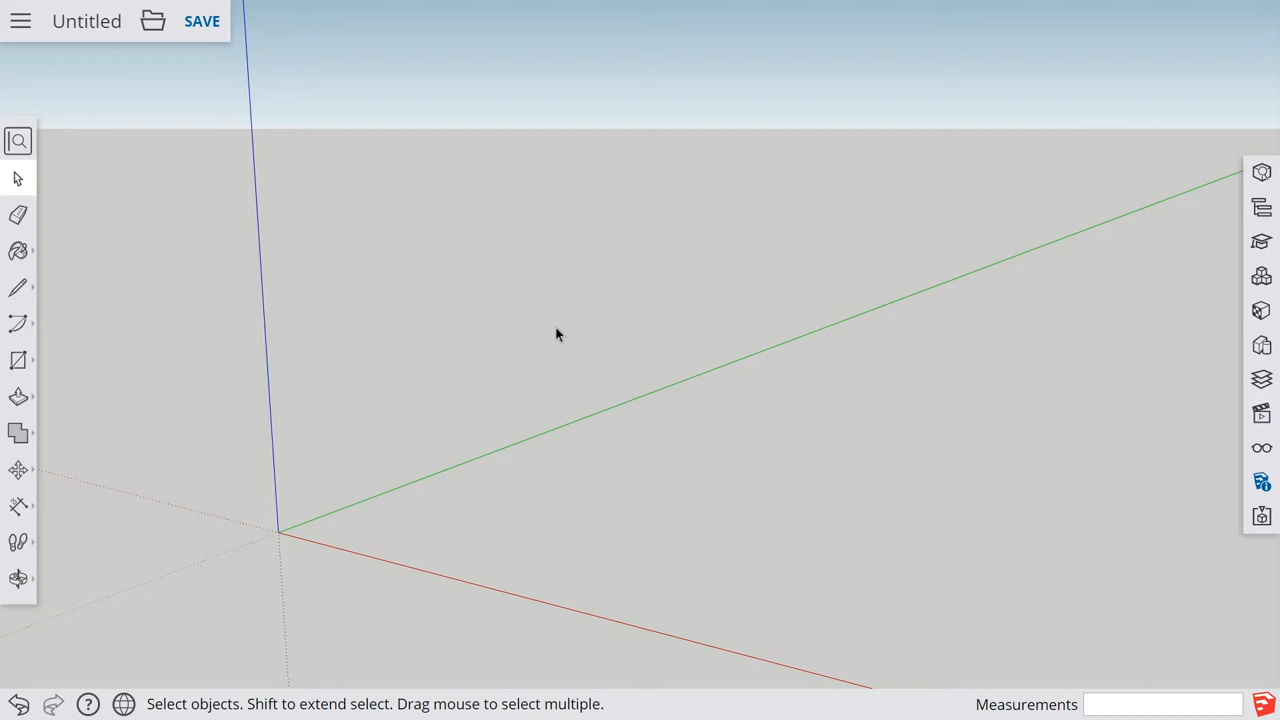 Untitled
SAVE
Select objects. Shift to extend select. Drag mouse to select multiple.
Measurements